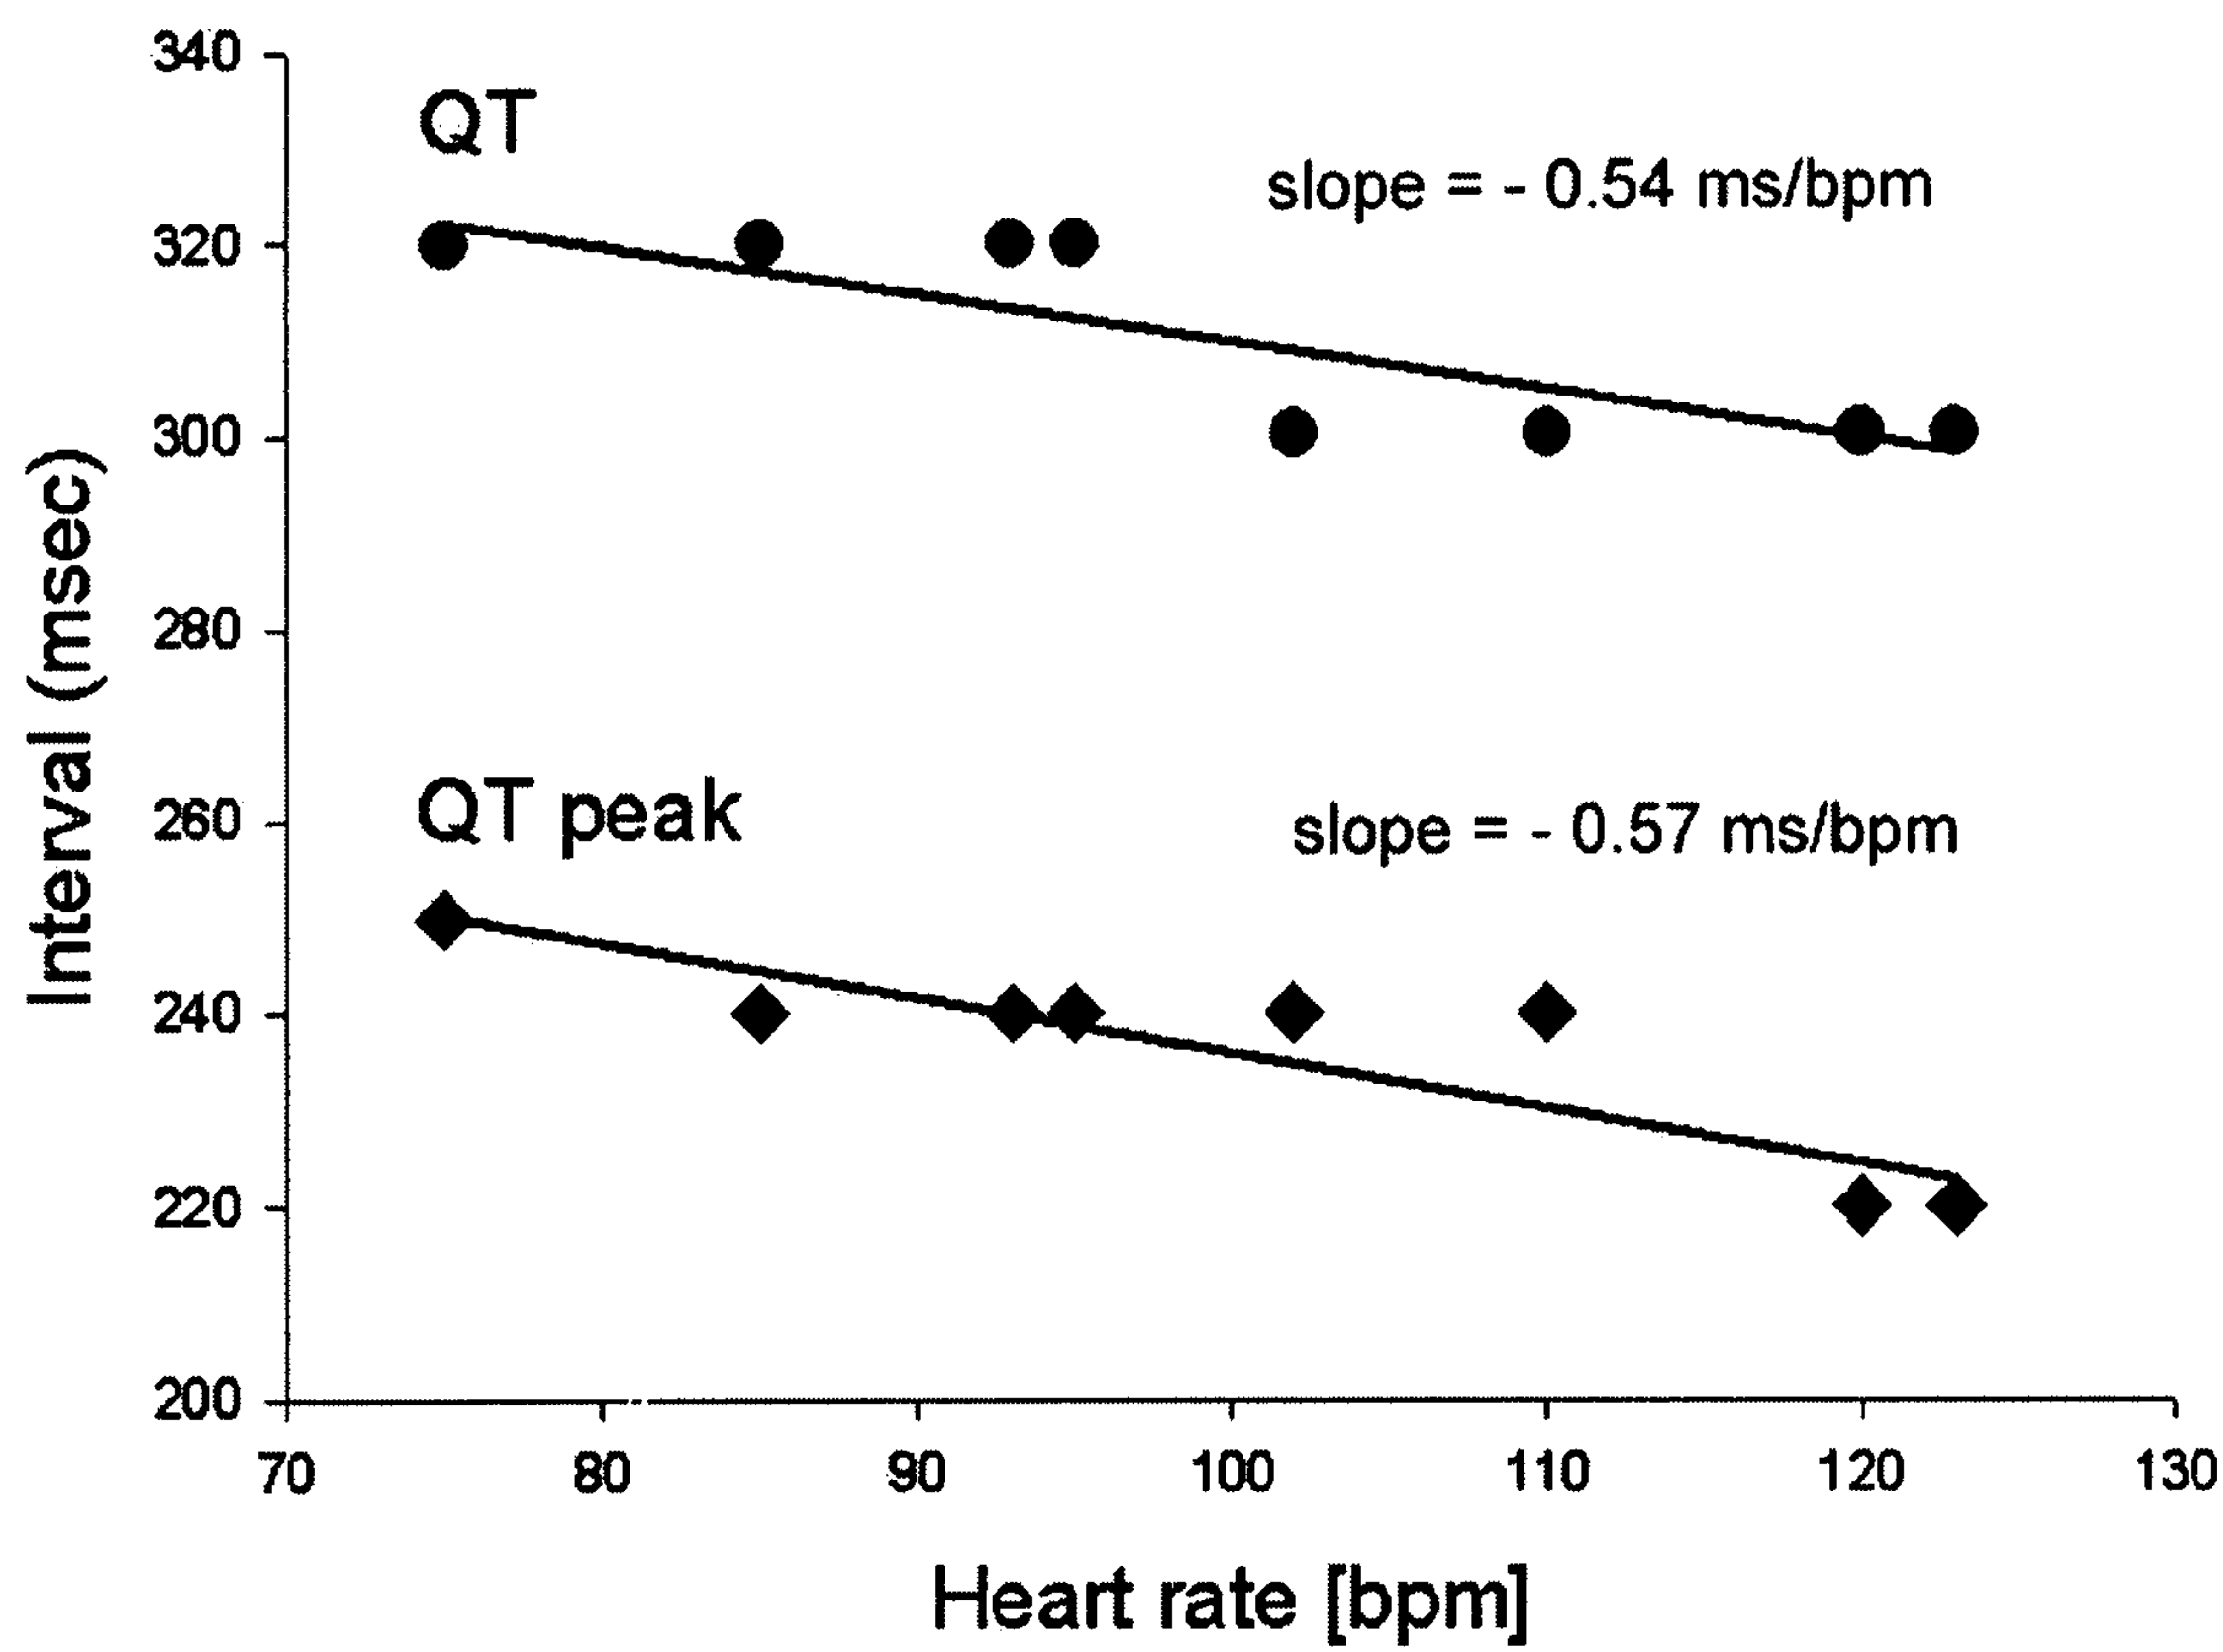 340
QT
slope = - 0.54 ms/bpm
320
300
280
QT peak
260
slope = - 0.57 ms/bpm
240
220
200
70 80 90 100 110 120 130
Interval (msec)
Heart rate [bpm]